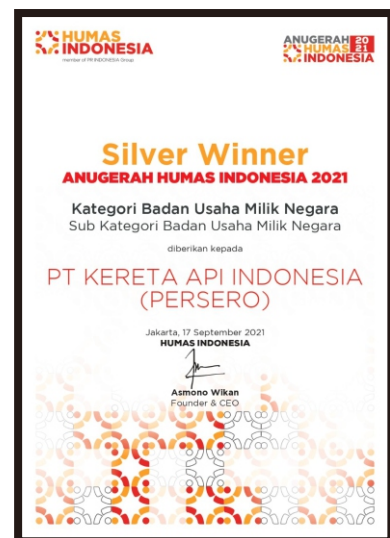 HUMAS
INDONESIA
member of PR INDONESIA Group
ANUGERAH 20
HUMAS 21
INDONESIA
Silver Winner
ANUGERAH HUMAS INDONESIA 2021
Kategori Badan Usaha Milik Negara
Sub Kategori Badan Usaha Milik Negara
diberikan kepada
PT KERETA API INDONESIA
(PERSERO)
Jakarta, 17 September 2021
HUMAS INDONESIA
Asmono Wikan
Founder & CEO